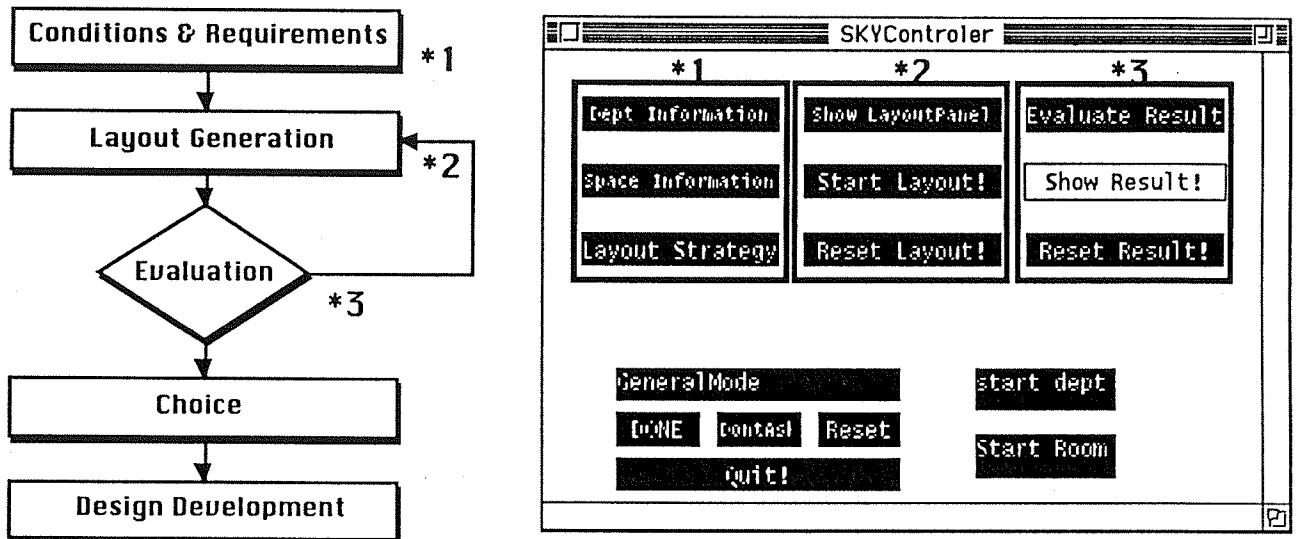 Conditions & Requirements
*1
Layout Generation
*2
Evaluation
*3
Choice
Design Development
SKYControler
*1
*2
*3
Dept Information
Show LayoutPanel
Evaluate Result
Space Information
Start Layout!
Show Result!
Layout Strategy
Reset Layout!
Reset Result!
GeneralMode
start dept
DONE
DontAsk
Reset
Start Room
Quit!